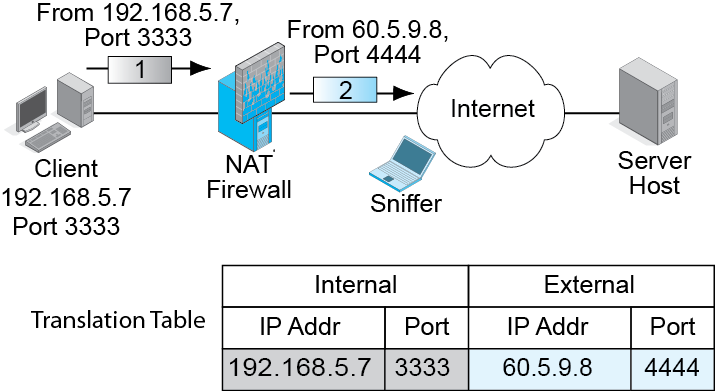 From 192.168.5.7,
Port 3333
1
From 60.5.9.8,
Port 4444
2
Internet
Client
192.168.5.7
Port 3333
NAT
Firewall
Sniffer
Server
Host
Translation Table
Internal External
IP Addr Port IP Addr Port
192.168.5.7 3333 60.5.9.8 4444